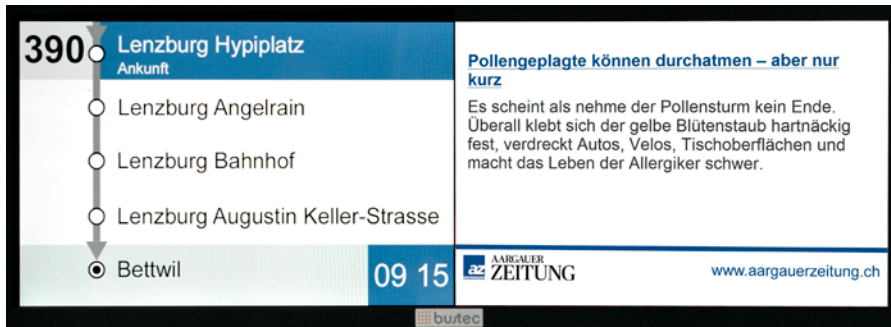 390
Lenzburg Hypiplatz
Ankunft
Lenzburg Angelrain
Lenzburg Bahnhof
Lenzburg Augustin Keller-Strasse
Bettwil
09 15
Pollengeplagte können durchatmen – aber nur
kurz
Es scheint als nehme der Pollensturm kein Ende.
Überall klebt sich der gelbe Blütenstaub hartnäckig
fest, verdreckt Autos, Velos, Tischoberflächen und
macht das Leben der Allergiker schwer.
az AARGAUER
ZEITUNG
www.aargauerzeitung.ch
bustec